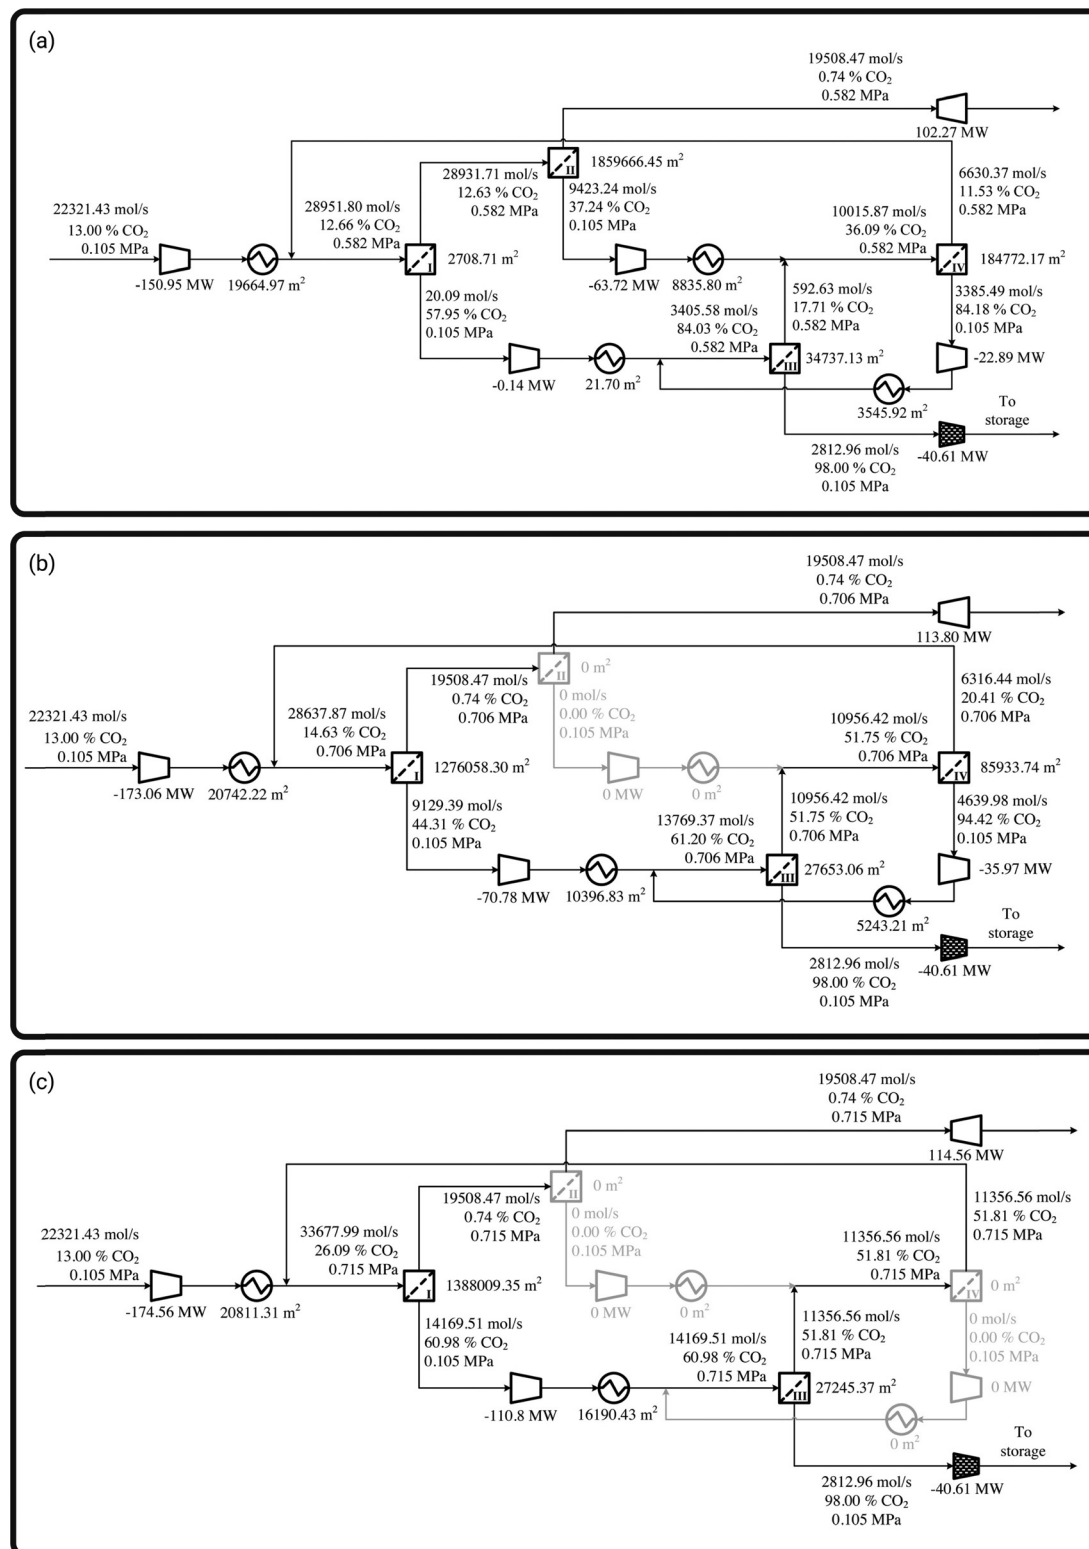 (a)
19508.47 mol/s
0.74 % CO₂
0.582 MPa
102.27 MW
28931.71 mol/s
12.63 % CO₂
0.582 MPa
II
1859666.45 m²
9423.24 mol/s
37.24 % CO₂
0.105 MPa
6630.37 mol/s
11.53 % CO₂
0.582 MPa
22321.43 mol/s
13.00 % CO₂
0.105 MPa
-150.95 MW
19664.97 m²
28951.80 mol/s
12.66 % CO₂
0.582 MPa
I
2708.71 m²
-63.72 MW
8835.80 m²
10015.87 mol/s
36.09 % CO₂
0.582 MPa
IV
184772.17 m²
20.09 mol/s
57.95 % CO₂
0.105 MPa
-0.14 MW
21.70 m²
3405.58 mol/s
84.03 % CO₂
0.582 MPa
592.63 mol/s
17.71 % CO₂
0.582 MPa
III
34737.13 m²
3385.49 mol/s
84.18 % CO₂
0.105 MPa
-22.89 MW
3545.92 m²
To
storage
2812.96 mol/s
98.00 % CO₂
0.105 MPa
-40.61 MW
(b)
19508.47 mol/s
0.74 % CO₂
0.706 MPa
113.80 MW
19508.47 mol/s
0.74 % CO₂
0.706 MPa
II
0 m²
0 mol/s
0.00 % CO₂
0.105 MPa
6316.44 mol/s
20.41 % CO₂
0.706 MPa
22321.43 mol/s
13.00 % CO₂
0.105 MPa
-173.06 MW
20742.22 m²
28637.87 mol/s
14.63 % CO₂
0.706 MPa
I
1276058.30 m²
0 MW
0 m²
10956.42 mol/s
51.75 % CO₂
0.706 MPa
IV
85933.74 m²
9129.39 mol/s
44.31 % CO₂
0.105 MPa
-70.78 MW
10396.83 m²
13769.37 mol/s
61.20 % CO₂
0.706 MPa
10956.42 mol/s
51.75 % CO₂
0.706 MPa
III
27653.06 m²
4639.98 mol/s
94.42 % CO₂
0.105 MPa
-35.97 MW
5243.21 m²
To
storage
2812.96 mol/s
98.00 % CO₂
0.105 MPa
-40.61 MW
(c)
19508.47 mol/s
0.74 % CO₂
0.715 MPa
114.56 MW
19508.47 mol/s
0.74 % CO₂
0.715 MPa
II
0 m²
0 mol/s
0.00 % CO₂
0.105 MPa
11356.56 mol/s
51.81 % CO₂
0.715 MPa
22321.43 mol/s
13.00 % CO₂
0.105 MPa
-174.56 MW
20811.31 m²
33677.99 mol/s
26.09 % CO₂
0.715 MPa
I
1388009.35 m²
0 MW
0 m²
11356.56 mol/s
51.81 % CO₂
0.715 MPa
IV
0 m²
14169.51 mol/s
60.98 % CO₂
0.105 MPa
-110.8 MW
16190.43 m²
14169.51 mol/s
60.98 % CO₂
0.715 MPa
11356.56 mol/s
51.81 % CO₂
0.715 MPa
III
27245.37 m²
0 mol/s
0.00 % CO₂
0.105 MPa
0 MW
0 m²
To
storage
2812.96 mol/s
98.00 % CO₂
0.105 MPa
-40.61 MW